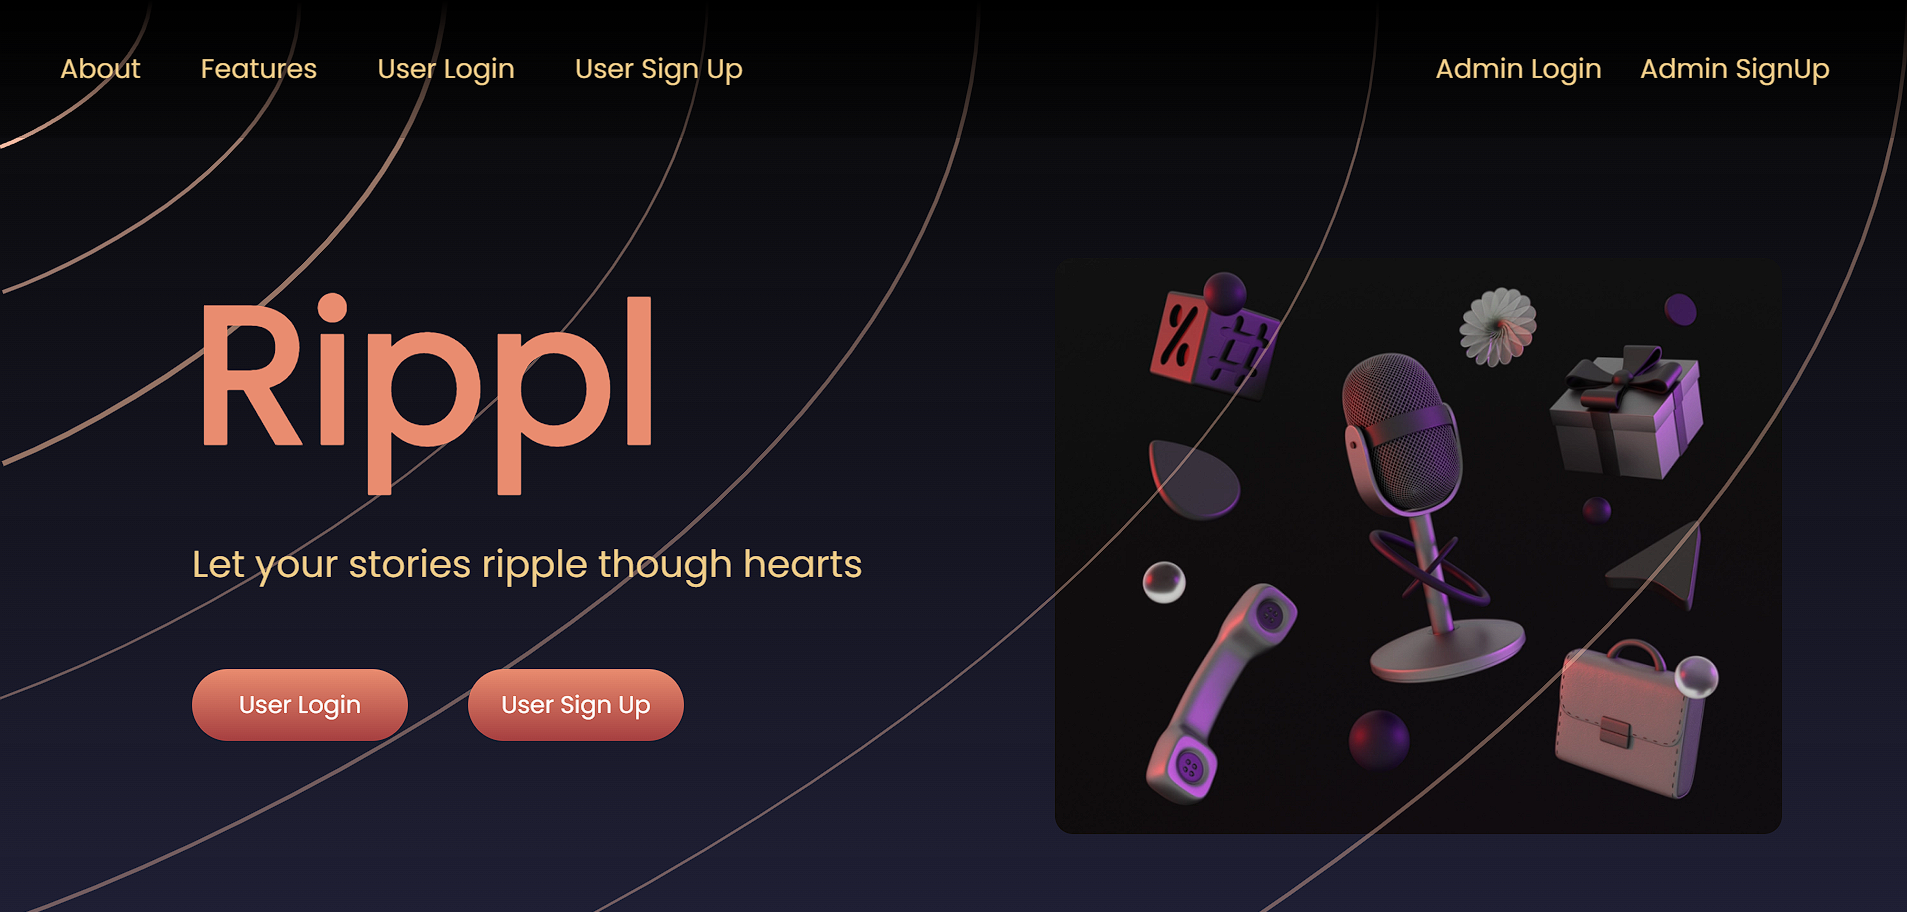 About Features User Login User Sign Up Admin Login Admin SignUp
Rippl
Let your stories ripple though hearts
User Login User Sign Up